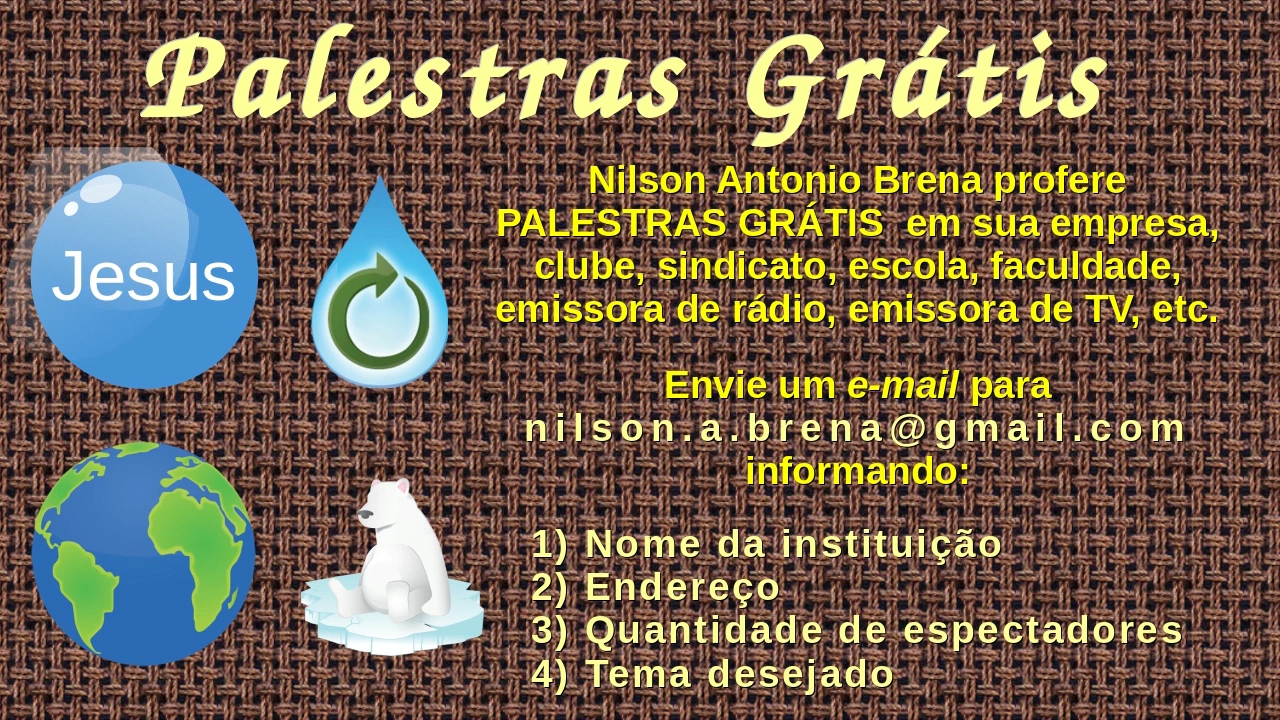 Palestras Grátis
Jesus
Nilson Antonio Brena profere
PALESTRAS GRÁTIS em sua empresa,
clube, sindicato, escola, faculdade,
emissora de rádio, emissora de TV, etc.
Envie um e-mail para
nilson.a.brena@gmail.com
informando:
1) Nome da instituição
2) Endereço
3) Quantidade de espectadores
4) Tema desejado